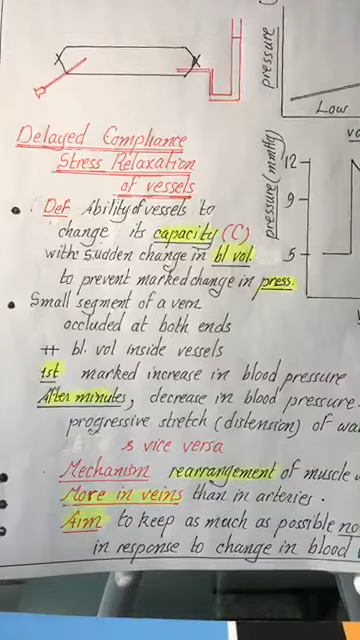 pressure
Low
Delayed Compliance
Stress Relaxation
of vessels
pressure (mmHg)
12
9
5
• Def Ability of vessels to
change its capacity (C)
with sudden change in bl vol.
to prevent marked change in press.
• Small segment of a vein
occluded at both ends
++ bl. vol inside vessels
1st marked increase in blood pressure
After minutes, decrease in blood pressure
progressive stretch (distension) of
& vice versa
Mechanism rearrangement of muscle
More in veins than in arteries.
Aim to keep as much as possible
in response to change in blood